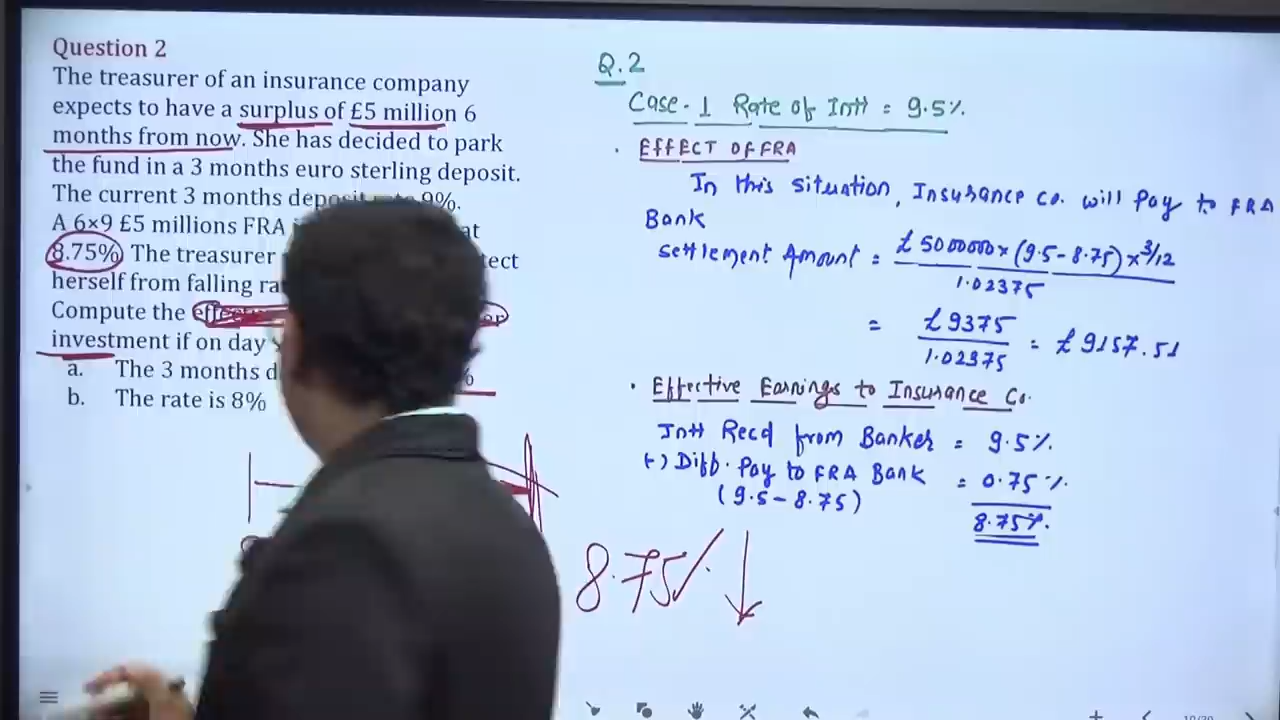 Question 2
The treasurer of an insurance company
expects to have a surplus of £5 million 6
months from now. She has decided to park
the fund in a 3 months euro sterling deposit.
The current 3 months deposit 9%.
A 6×9 £5 millions FRA at
8.75% The treasurer
herself from falling
Compute the
investment if on day
a. The 3 months %
b. The rate is 8%
8.75%
Q.2
Case. 1 Rate of Intt = 9.5%
EFFECT OF FRA
In this situation, Insurance co. will Pay to FRA
Bank
settlement Amount = £5000000×(9.5-8.75)×3/12
1.02375
= £9375
1.02375
= £9157.51
Effective Earnings to Insurance Co.
Intt Recd from Banker = 9.5%
(-) Diff. Pay to FRA Bank = 0.75%
(9.5-8.75)
8.75%